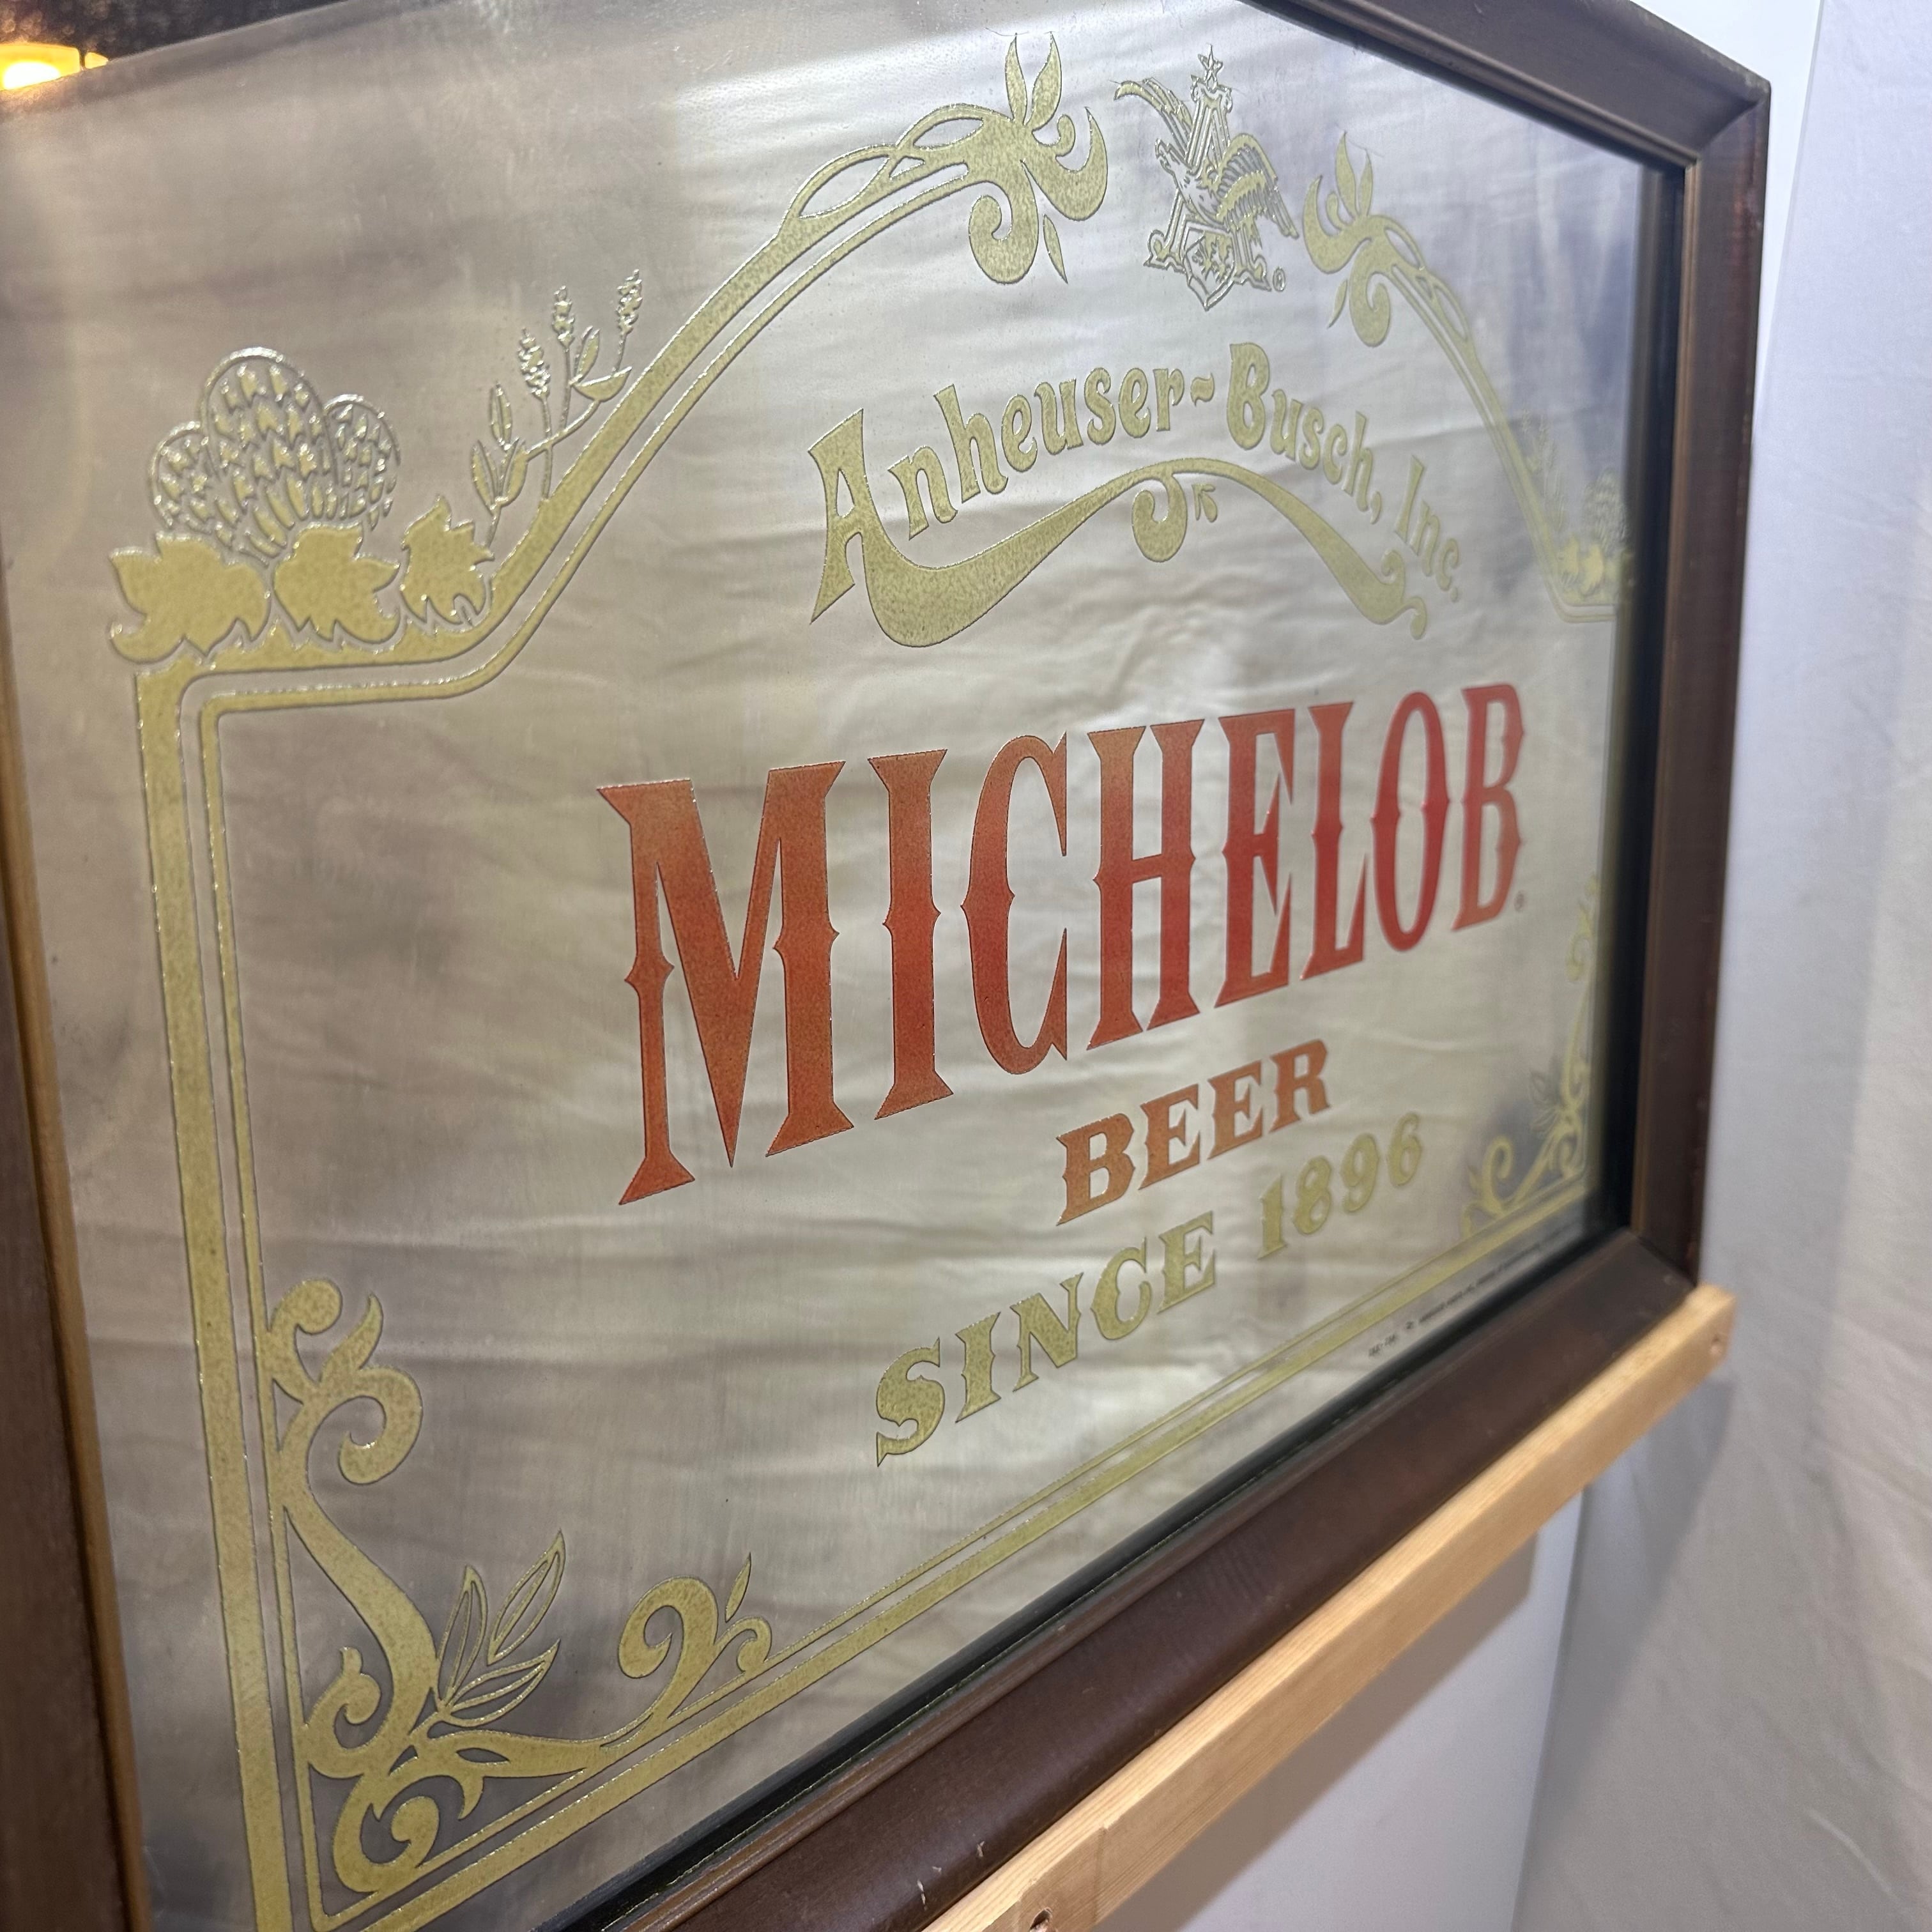 Anheuser-Busch, Inc.
MICHELOB®
BEER
SINCE 1896